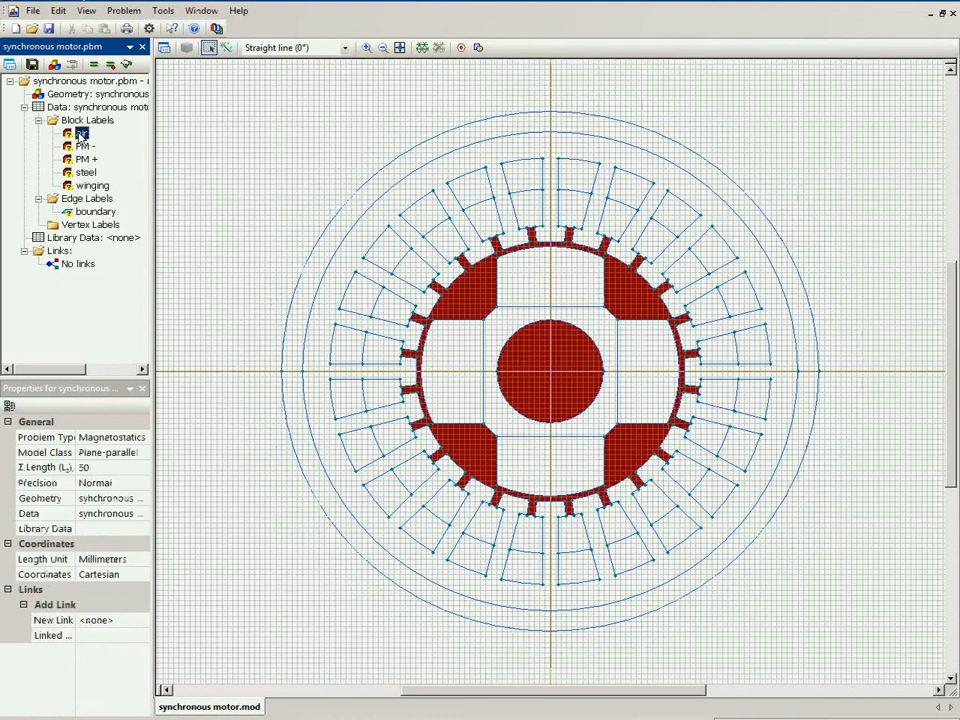 File Edit View Problem Tools Window Help
Straight line (0°)
synchronous motor.pbm
synchronous motor.pbm -
Geometry: synchronous
Data: synchronous mot
Block Labels
air
PM -
PM +
steel
winging
Edge Labels
boundary
Vertex Labels
Library Data: <none>
Links:
No links
Properties for synchronous ...
General
Problem Typ Magnetostatics
Model Class Plane-parallel
Σ Length (Lz) 50
Precision Normal
Geometry synchronous ...
Data synchronous ...
Library Data
Coordinates
Length Unit Millimeters
Coordinates Cartesian
Links
Add Link
New Link <none>
Linked ...
synchronous motor.mod